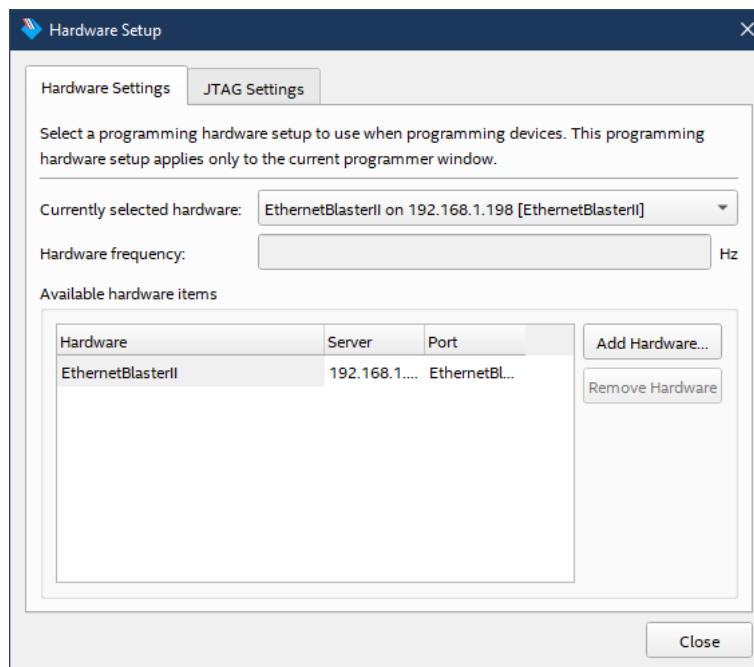 Hardware Setup
Hardware Settings
JTAG Settings
Select a programming hardware setup to use when programming devices. This programming
hardware setup applies only to the current programmer window.
Currently selected hardware: EthernetBlasterII on 192.168.1.198 [EthernetBlasterII]
Hardware frequency: Hz
Available hardware items
Hardware Server Port
EthernetBlasterII 192.168.1.... EthernetBl...
Add Hardware...
Remove Hardware
Close